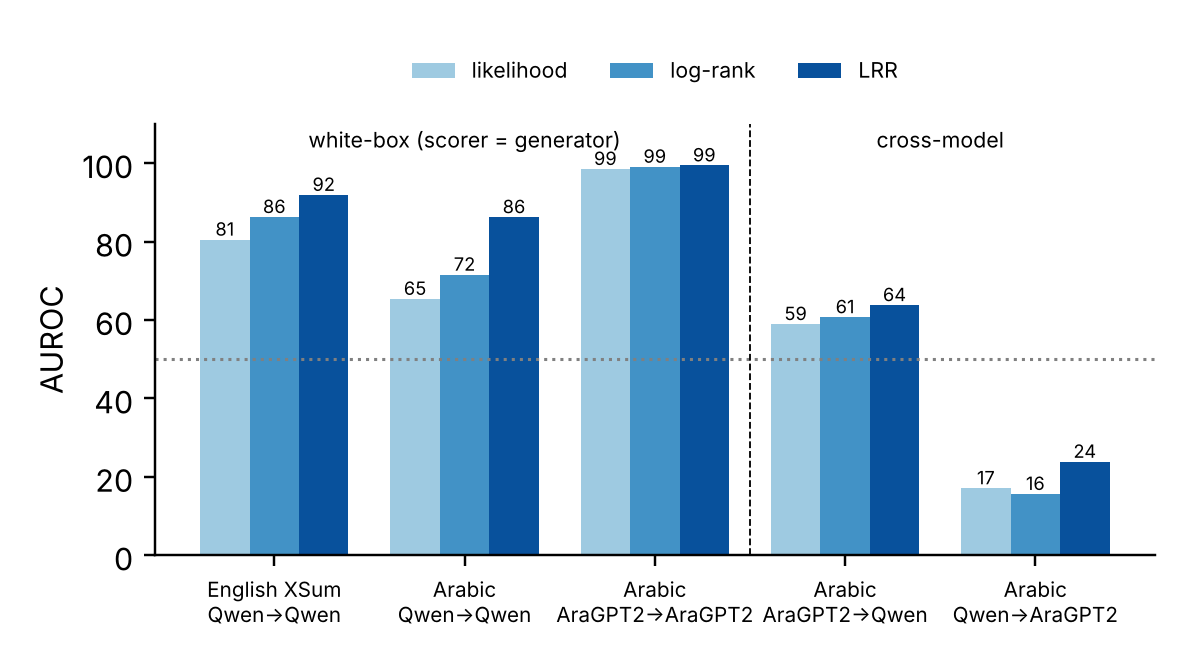 likelihood log-rank LRR
white-box (scorer = generator) cross-model
AUROC
100
80
60
40
20
0
81 86 92
65 72 86
99 99 99
59 61 64
17 16 24
English XSum
Qwen→Qwen
Arabic
Qwen→Qwen
Arabic
AraGPT2→AraGPT2
Arabic
AraGPT2→Qwen
Arabic
Qwen→AraGPT2